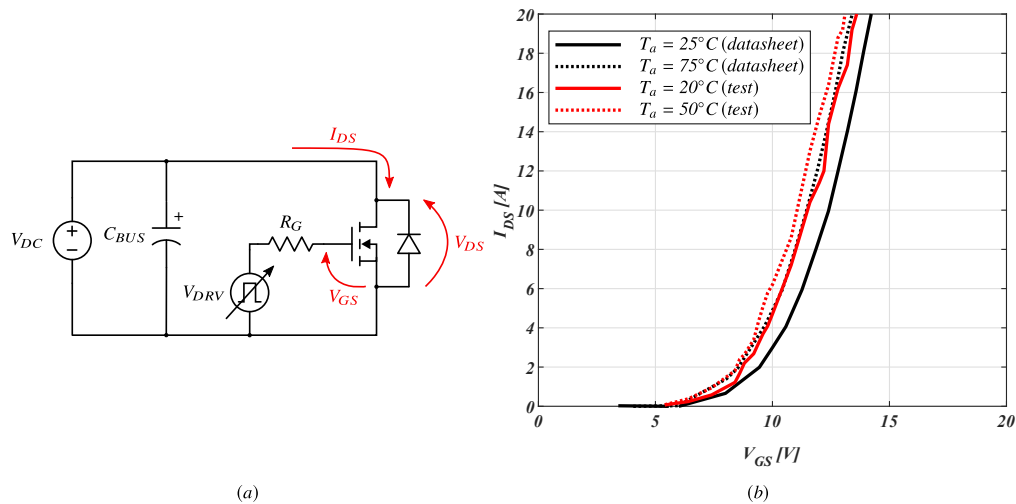 I_DS
V_DC
C_BUS
+
R_G
V_DRV
V_GS
V_DS
(a)
T_a = 25°C (datasheet)
T_a = 75°C (datasheet)
T_a = 20°C (test)
T_a = 50°C (test)
I_DS [A]
20
18
16
14
12
10
8
6
4
2
0
0 5 10 15 20
V_GS [V]
(b)